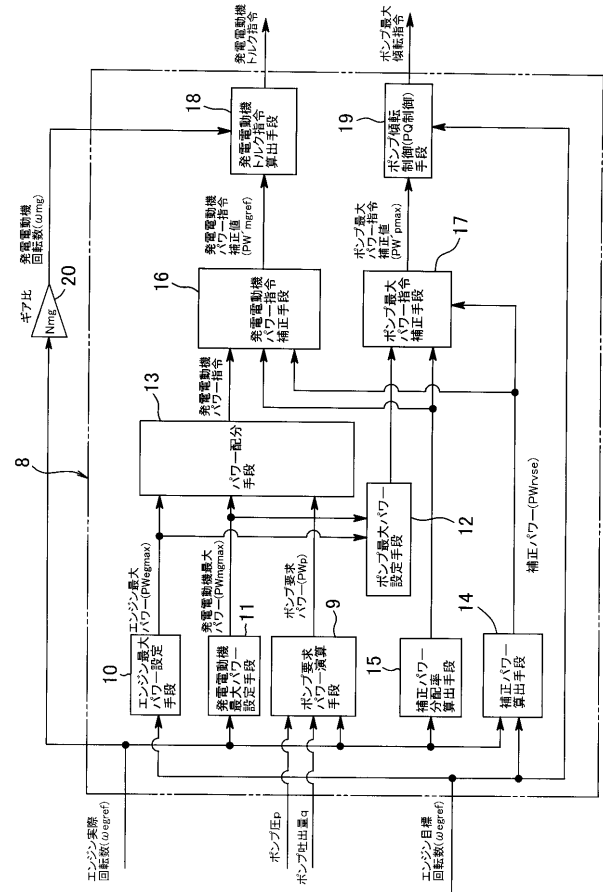 8
エンジン実際
回転数(ωegref)
ポンプ圧p
ポンプ吐出量q
エンジン目標
回転数(ωegref)
ギア比
Nmg
20
発電電動機
回転数(ωmg)
10
エンジン最大
パワー設定
手段
エンジン最大
パワー(PWegmax)
11
発電電動機
最大パワー
設定手段
発電電動機最大
パワー(PWmgmax)
9
ポンプ要求
パワー演算
手段
ポンプ要求
パワー(PWp)
15
補正パワー
分配率
算出手段
14
補正パワー
算出手段
補正パワー(PWrvse)
13
パワー配分
手段
12
ポンプ最大パワー
設定手段
発電電動機
パワー指令
16
発電電動機
パワー指令
補正手段
発電電動機
パワー指令
補正値
(PW'mgref)
17
ポンプ最大
パワー指令
補正手段
ポンプ最大
パワー指令
補正値
(PW'pmax)
18
発電電動機
トルク指令
算出手段
発電電動機
トルク指令
19
ポンプ傾転
制御(PQ制御)
手段
ポンプ最大
傾転指令